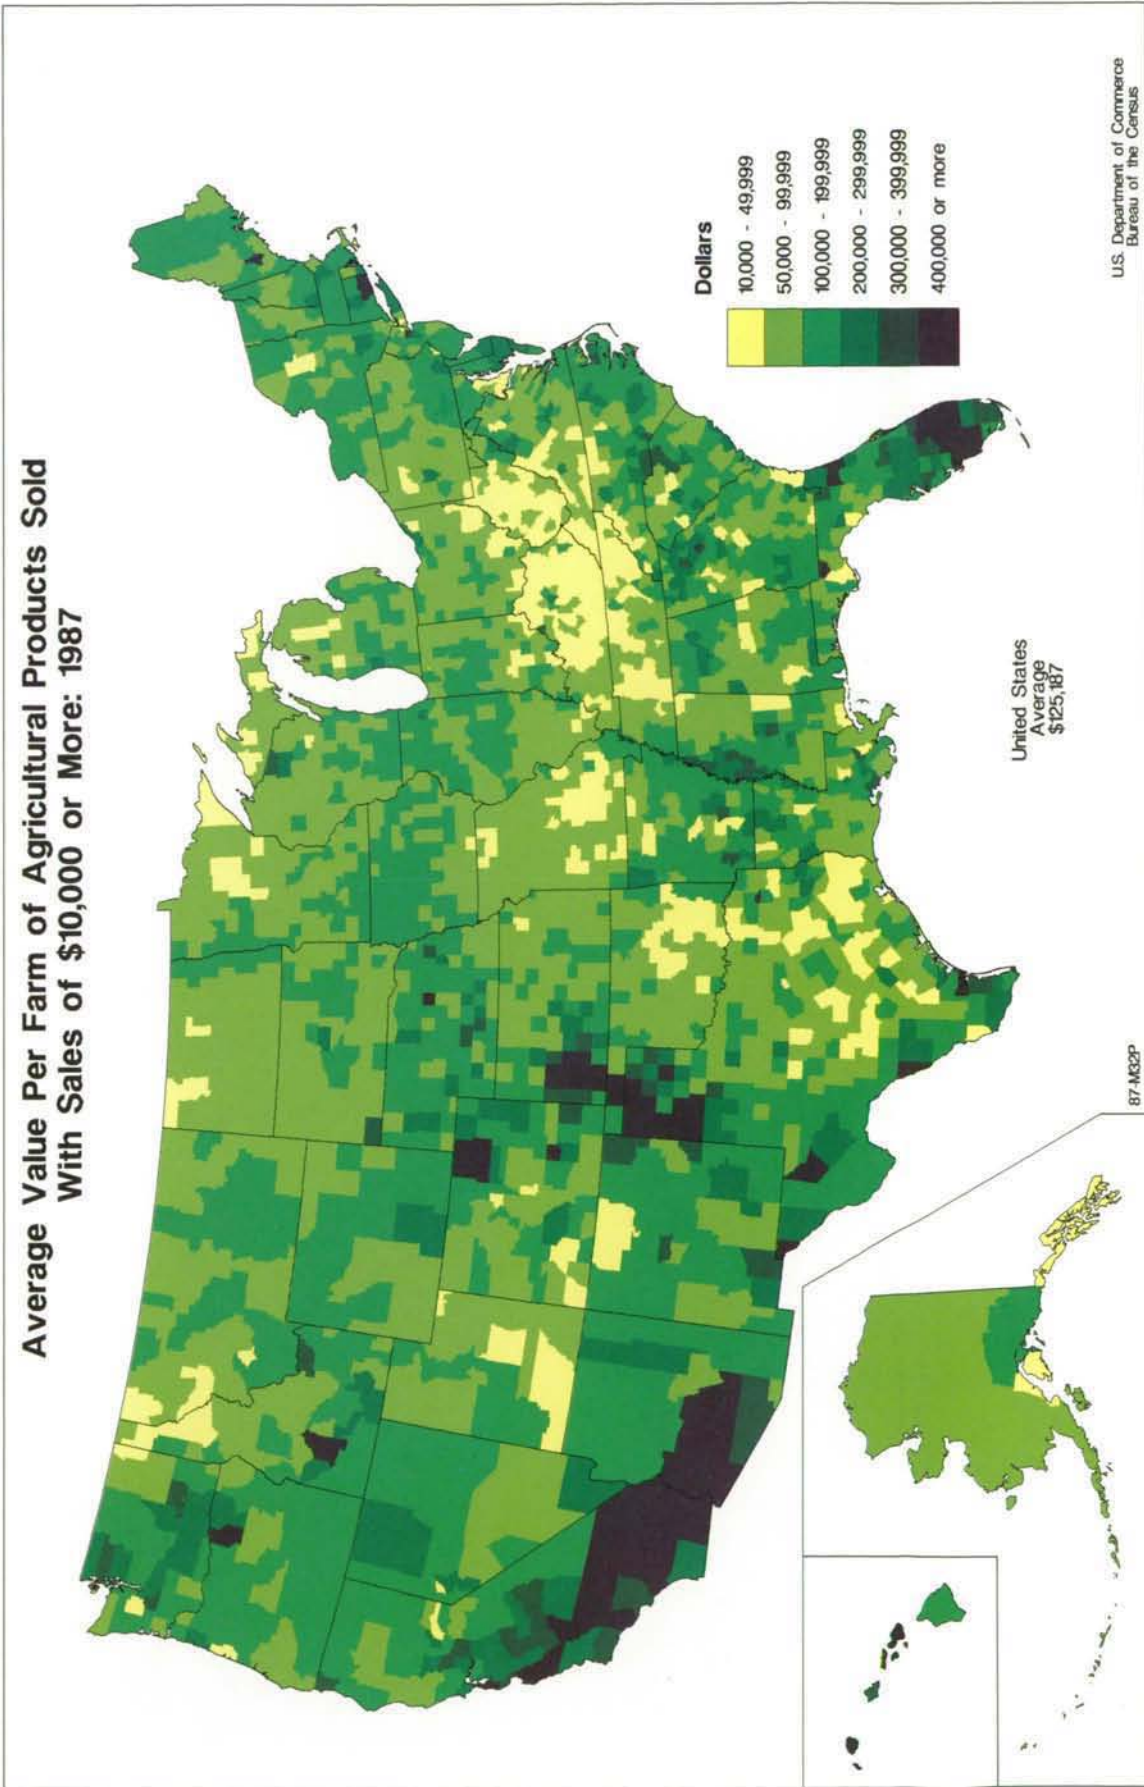 Average Value Per Farm of Agricultural Products Sold
With Sales of $10,000 or More: 1987
Dollars
10,000 - 49,999
50,000 - 99,999
100,000 - 199,999
200,000 - 299,999
300,000 - 399,999
400,000 or more
United States
Average
$125,187
87-M32P
U.S. Department of Commerce
Bureau of the Census